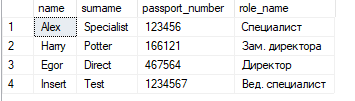 name surname passport_number role_name
1 Alex Specialist 123456 Специалист
2 Harry Potter 166121 Зам. директора
3 Egor Direct 467564 Директор
4 Insert Test 1234567 Вед. специалист